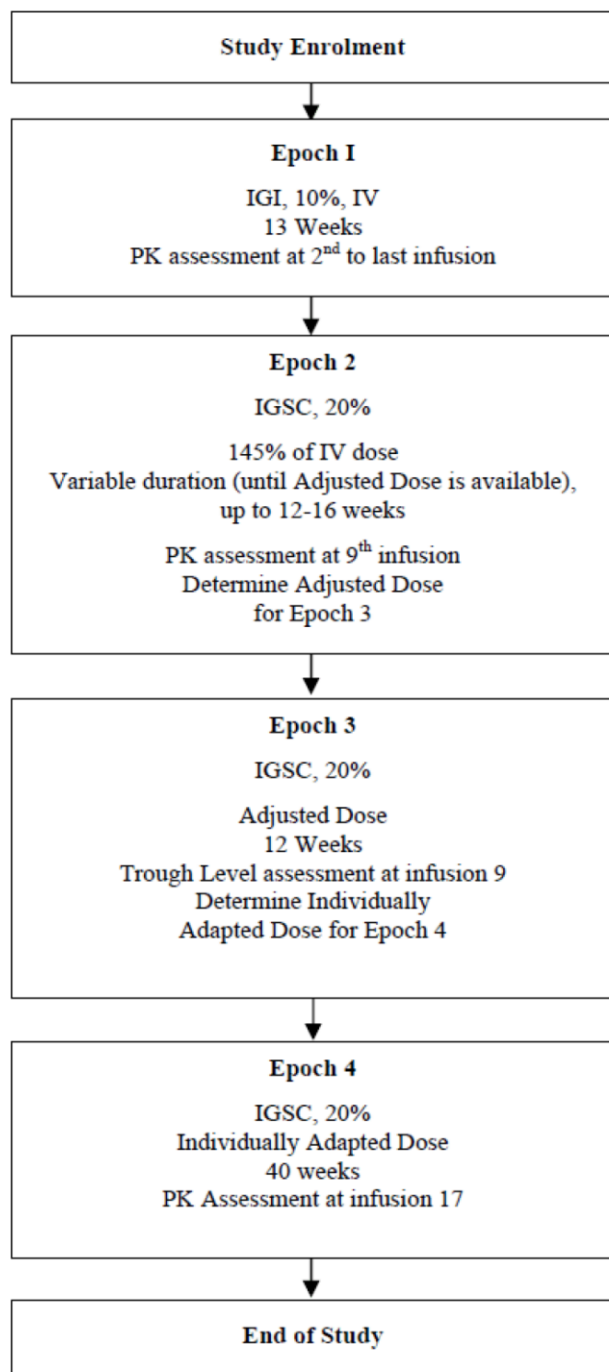 Study Enrolment
Epoch I
IGI, 10%, IV
13 Weeks
PK assessment at 2nd to last infusion
Epoch 2
IGSC, 20%
145% of IV dose
Variable duration (until Adjusted Dose is available),
up to 12-16 weeks
PK assessment at 9th infusion
Determine Adjusted Dose
for Epoch 3
Epoch 3
IGSC, 20%
Adjusted Dose
12 Weeks
Trough Level assessment at infusion 9
Determine Individually
Adapted Dose for Epoch 4
Epoch 4
IGSC, 20%
Individually Adapted Dose
40 weeks
PK Assessment at infusion 17
End of Study